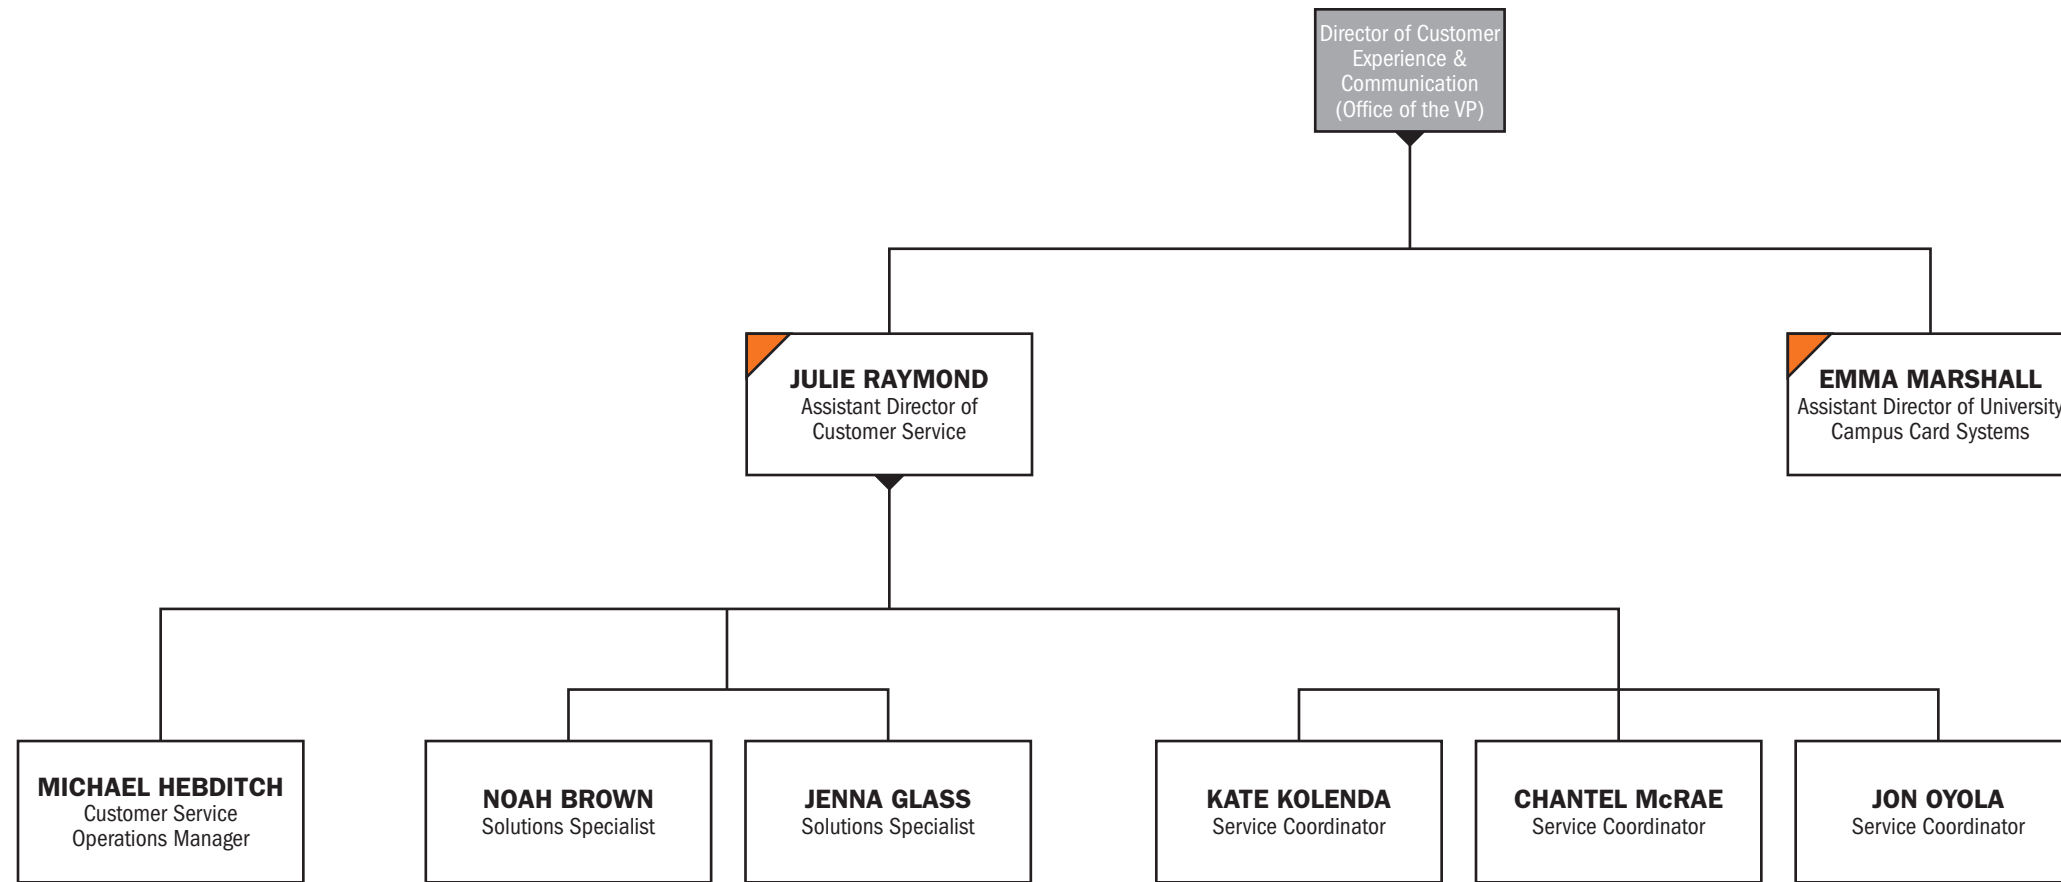 Director of Customer
Experience &
Communication
(Office of the VP)
JULIE RAYMOND
Assistant Director of
Customer Service
EMMA MARSHALL
Assistant Director of University
Campus Card Systems
MICHAEL HEBDITCH
Customer Service
Operations Manager
NOAH BROWN
Solutions Specialist
JENNA GLASS
Solutions Specialist
KATE KOLENDA
Service Coordinator
CHANTEL McRAE
Service Coordinator
JON OYOLA
Service Coordinator